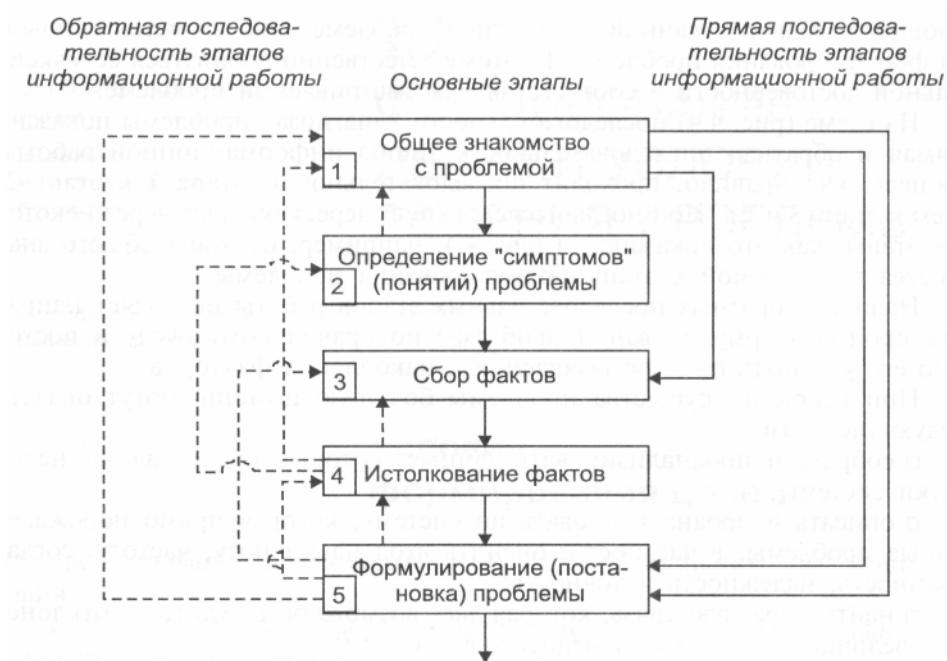 Обратная последова-
тельность этапов
информационной работы
Основные этапы
Прямая последова-
тельность этапов
информационной работы
Общее знакомство
с проблемой
1
Определение "симптомов"
(понятий) проблемы
2
Сбор фактов
3
Истолкование фактов
4
Формулирование (поста-
новка) проблемы
5